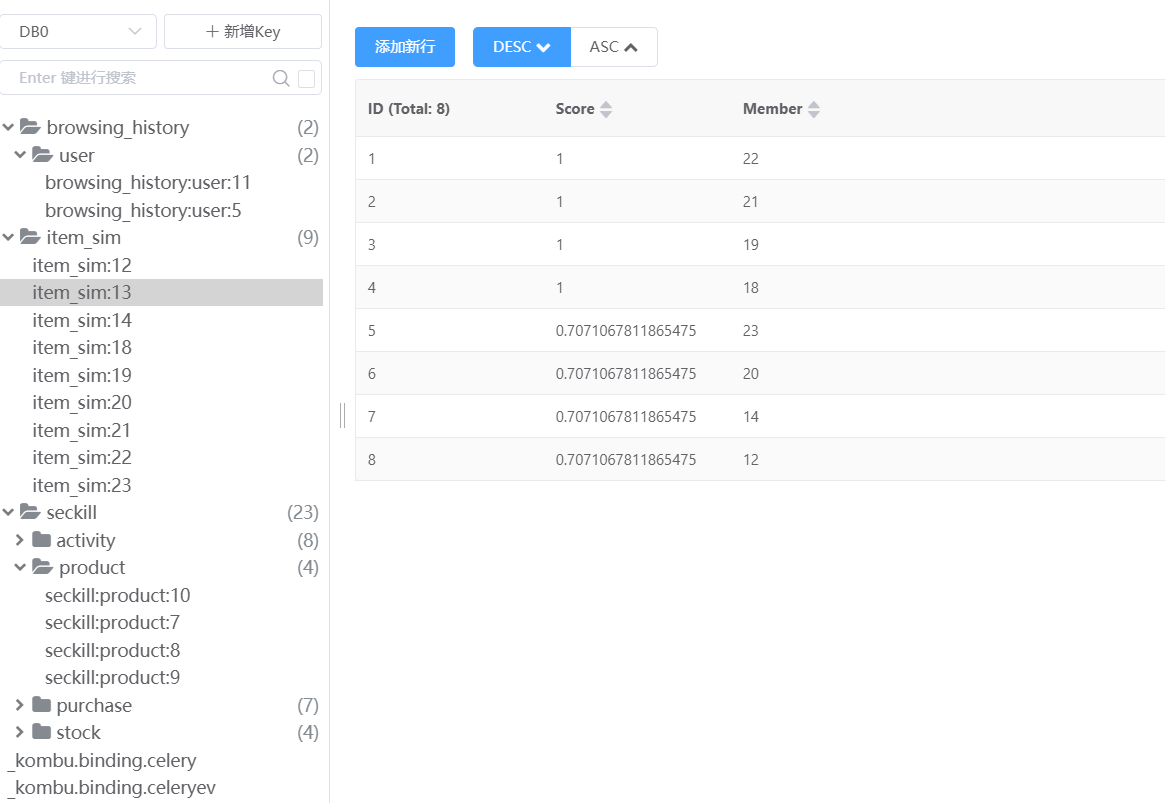 DB0
新增Key
Enter 键进行搜索
browsing_history (2)
user (2)
browsing_history:user:11
browsing_history:user:5
item_sim (9)
item_sim:12
item_sim:13
item_sim:14
item_sim:18
item_sim:19
item_sim:20
item_sim:21
item_sim:22
item_sim:23
seckill (23)
activity (8)
product (4)
seckill:product:10
seckill:product:7
seckill:product:8
seckill:product:9
purchase (7)
stock (4)
_kombu.binding.celery
_kombu.binding.celeryev
添加新行 DESC ASC
ID (Total: 8) Score Member
1 1 22
2 1 21
3 1 19
4 1 18
5 0.7071067811865475 23
6 0.7071067811865475 20
7 0.7071067811865475 14
8 0.7071067811865475 12